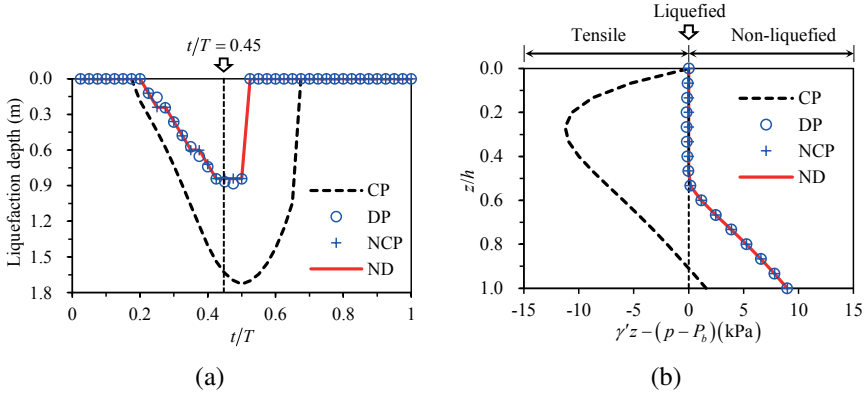 t/T = 0.45
0.0
0.3
0.6
0.9
1.2
1.5
1.8
Liquefaction depth (m)
CP
DP
NCP
ND
0 0.2 0.4 0.6 0.8 1
t/T
(a)
Liquefied
Tensile Non-liquefied
0.0
0.2
0.4
0.6
0.8
1.0
z/h
CP
DP
NCP
ND
-15 -10 -5 0 5 10 15
γ′z − (p − P_b)(kPa)
(b)